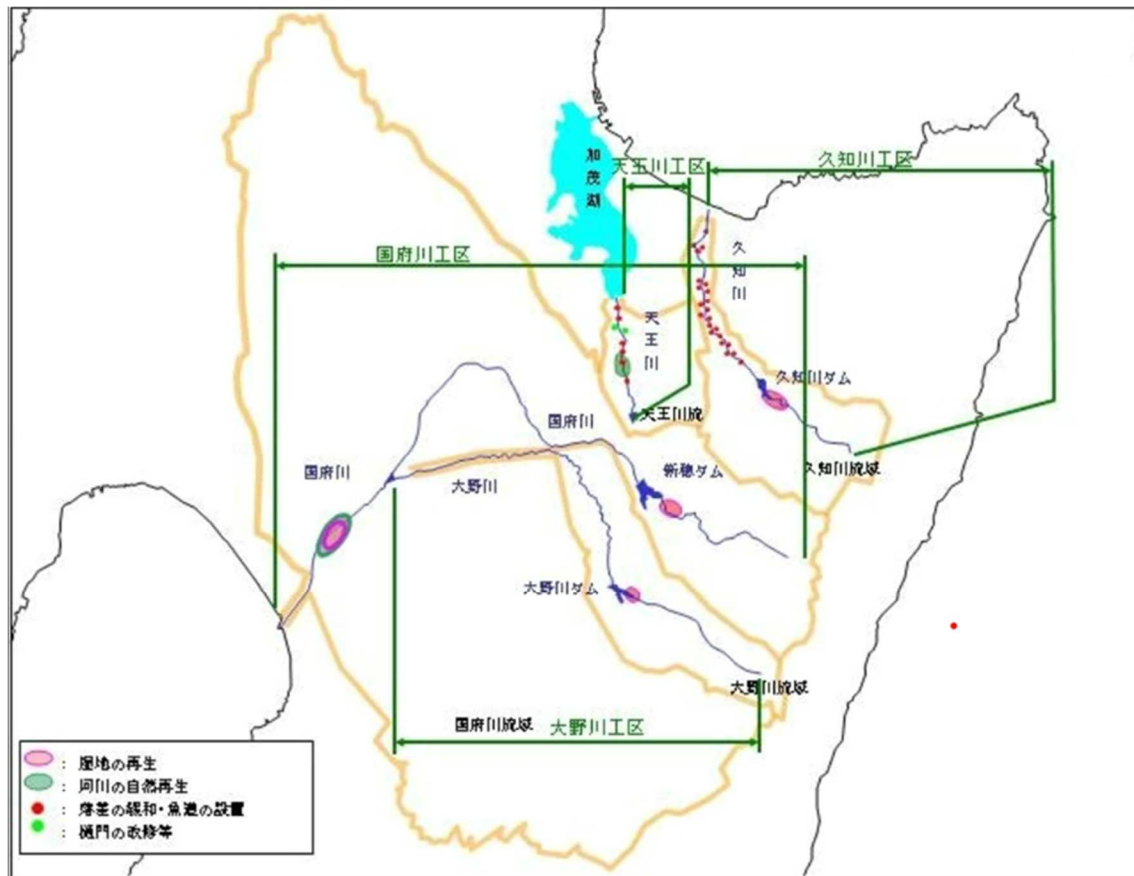 加茂湖
天王川工区
久知川工区
国府川工区
久知川
天王川
久知川ダム
国府川
天王川流
国府川
新穂ダム
久知川流域
大野川
大野川ダム
大野川流域
国府川流域
大野川工区
: 湿地の再生
: 河川の自然再生
: 落差の緩和・魚道の設置
: 樋門の改修等